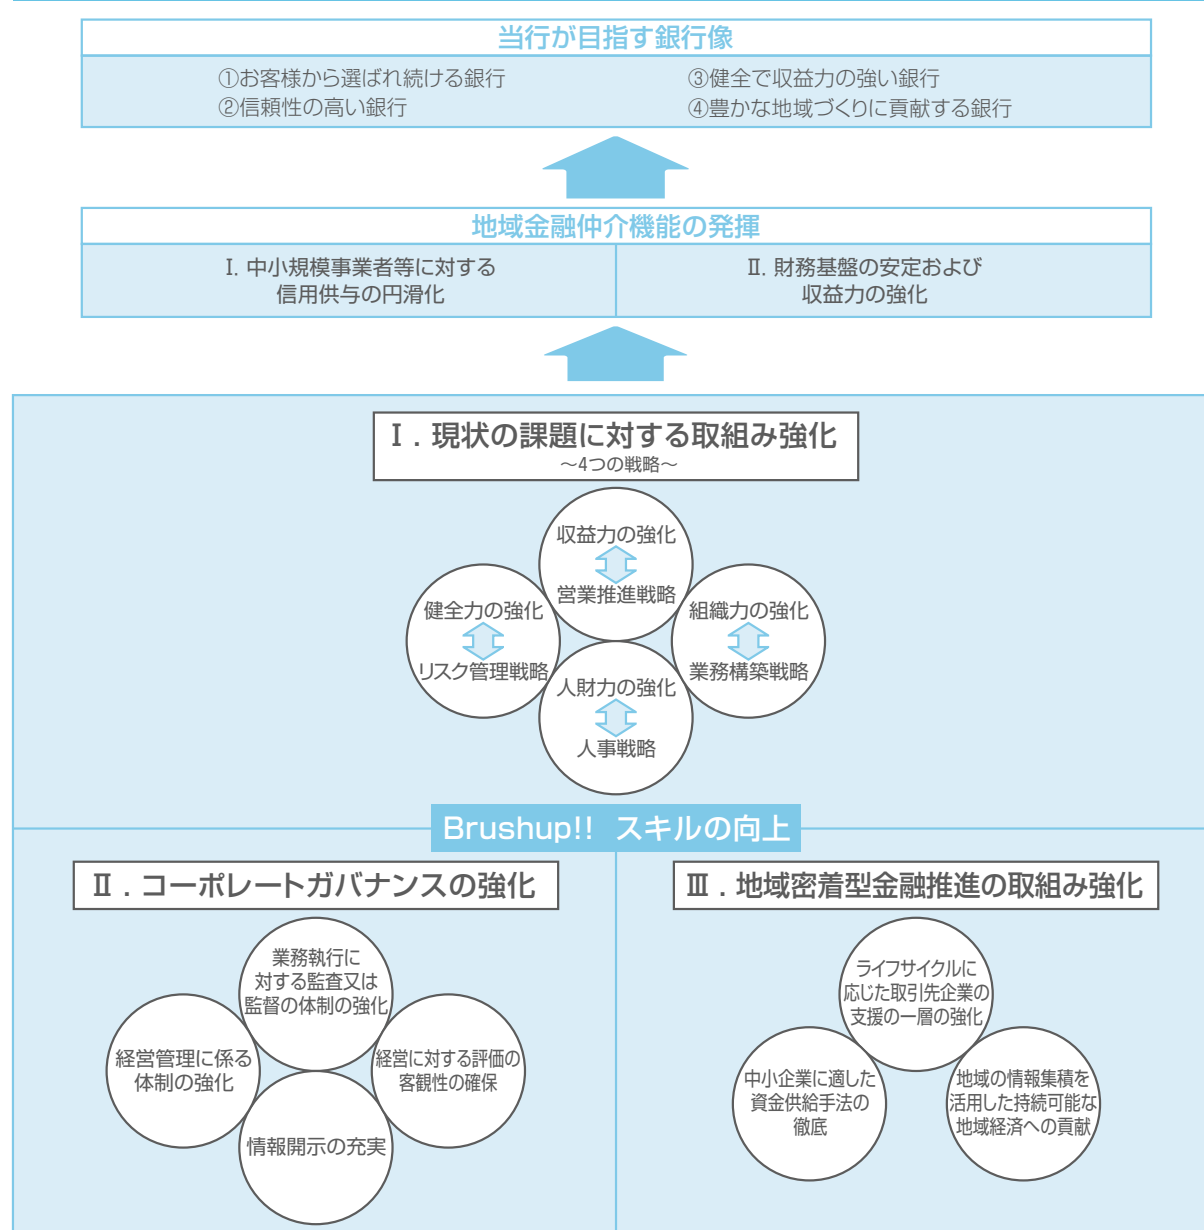 当行が目指す銀行像
①お客様から選ばれ続ける銀行
②信頼性の高い銀行
③健全で収益力の強い銀行
④豊かな地域づくりに貢献する銀行
地域金融仲介機能の発揮
Ⅰ. 中小規模事業者等に対する
信用供与の円滑化
Ⅱ. 財務基盤の安定および
収益力の強化
Ⅰ．現状の課題に対する取組み強化
～4つの戦略～
収益力の強化
営業推進戦略
健全力の強化
リスク管理戦略
組織力の強化
業務構築戦略
人財力の強化
人事戦略
Brushup!! スキルの向上
Ⅱ．コーポレートガバナンスの強化
業務執行に
対する監査又は
監督の体制の強化
経営管理に係る
体制の強化
経営に対する評価の
客観性の確保
情報開示の充実
Ⅲ．地域密着型金融推進の取組み強化
ライフサイクルに
応じた取引先企業の
支援の一層の強化
中小企業に適した
資金供給手法の
徹底
地域の情報集積を
活用した持続可能な
地域経済への貢献